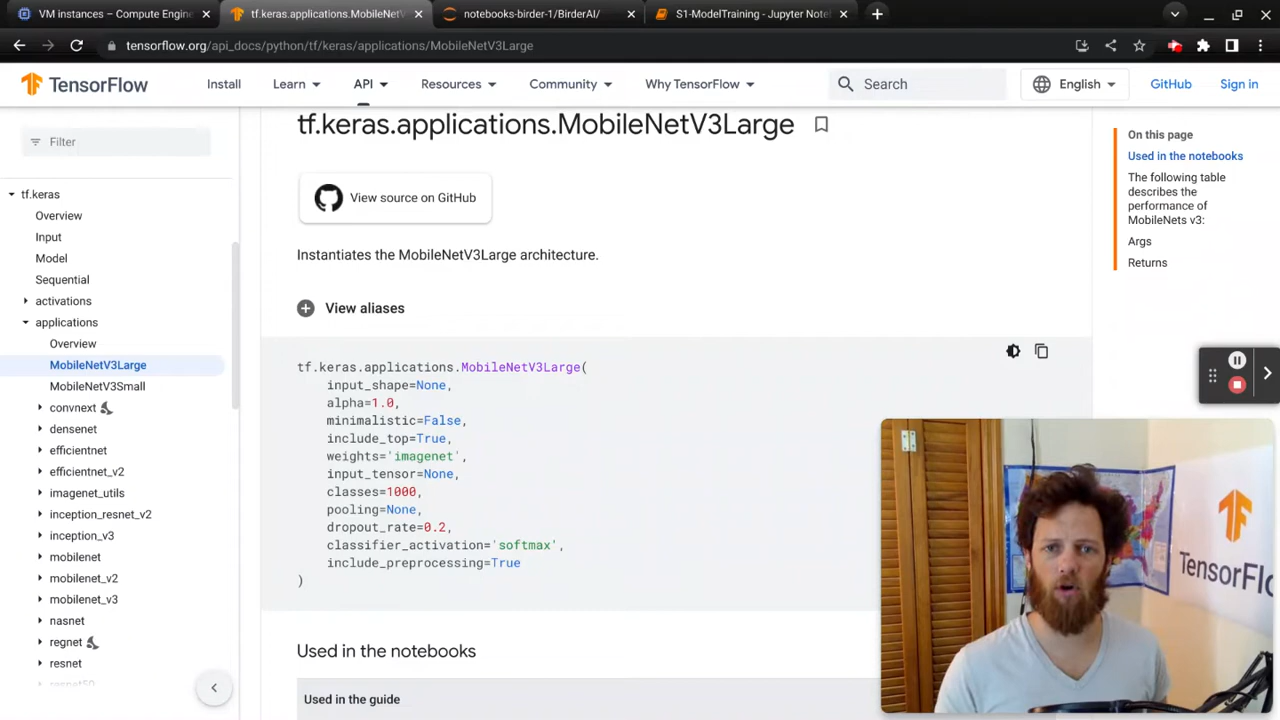 VM instances – Compute Engin
tf.keras.applications.MobileNetV
notebooks-birder-1/BirderAI/
S1-ModelTraining - Jupyter Note
tensorflow.org/api_docs/python/tf/keras/applications/MobileNetV3Large
TensorFlow
Install
Learn
API
Resources
Community
Why TensorFlow
Search
English
GitHub
Sign in
Filter
tf.keras
Overview
Input
Model
Sequential
activations
applications
Overview
MobileNetV3Large
MobileNetV3Small
convnext
densenet
efficientnet
efficientnet_v2
imagenet_utils
inception_resnet_v2
inception_v3
mobilenet
mobilenet_v2
mobilenet_v3
nasnet
regnet
resnet
resnet50
tf.keras.applications.MobileNetV3Large
View source on GitHub
Instantiates the MobileNetV3Large architecture.
View aliases
tf.keras.applications.MobileNetV3Large(
input_shape=None,
alpha=1.0,
minimalistic=False,
include_top=True,
weights='imagenet',
input_tensor=None,
classes=1000,
pooling=None,
dropout_rate=0.2,
classifier_activation='softmax',
include_preprocessing=True
)
Used in the notebooks
Used in the guide
On this page
Used in the notebooks
The following table
describes the
performance of
MobileNets v3:
Args
Returns
TensorFlo